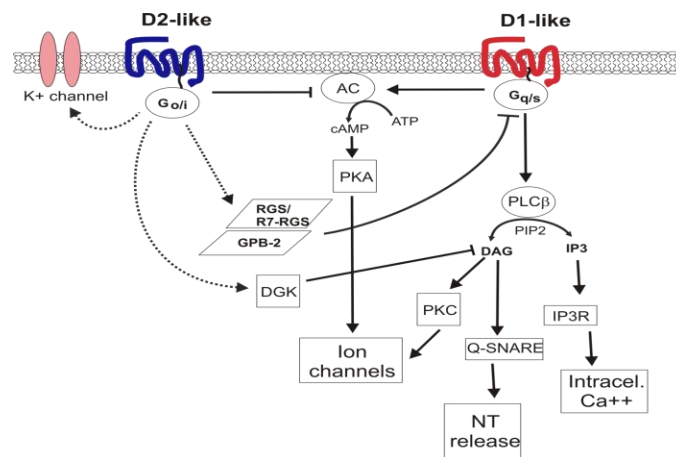 D2-like
D1-like
K+ channel
Go/i
AC
Gq/s
cAMP
ATP
PKA
PLCβ
RGS/
R7-RGS
GPB-2
PIP2
DAG
IP3
DGK
PKC
IP3R
Ion
channels
Q-SNARE
Intracel.
Ca++
NT
release